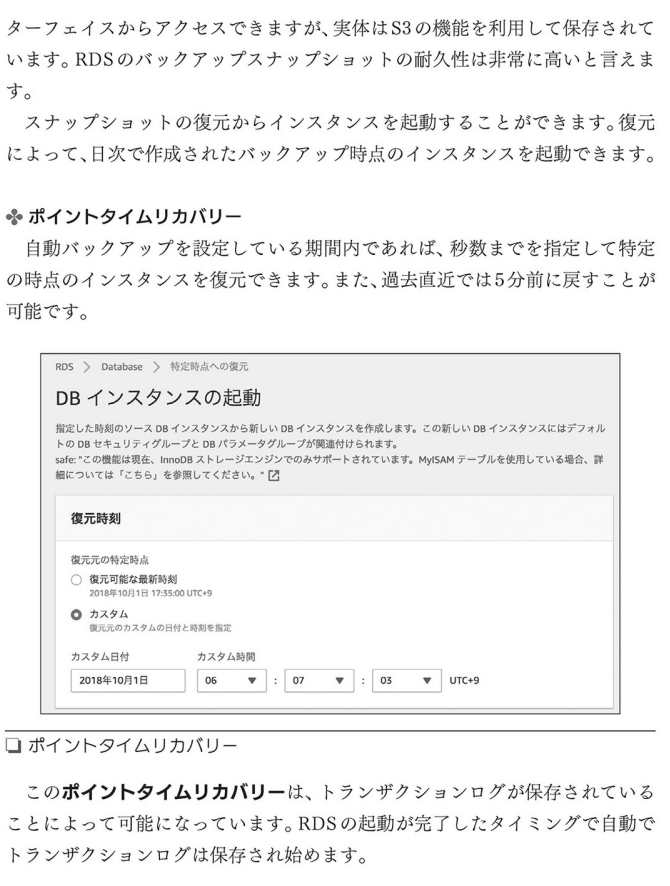 ターフェイスからアクセスできますが、実体はS3の機能を利用して保存されて
います。RDSのバックアップスナップショットの耐久性は非常に高いと言えま
す。
スナップショットの復元からインスタンスを起動することができます。復元
によって、日次で作成されたバックアップ時点のインスタンスを起動できます。
ポイントタイムリカバリー
自動バックアップを設定している期間内であれば、秒数までを指定して特定
の時点のインスタンスを復元できます。また、過去直近では5分前に戻すことが
可能です。
RDS > Database > 特定時点への復元
DB インスタンスの起動
指定した時刻のソース DB インスタンスから新しい DB インスタンスを作成します。この新しい DB インスタンスにはデフォル
トの DB セキュリティグループと DB パラメータグループが関連付けられます。
safe: "この機能は現在、InnoDB ストレージエンジンでのみサポートされています。MyISAM テーブルを使用している場合、詳
細については「こちら」を参照してください。"
復元時刻
復元元の特定時点
復元可能な最新時刻
2018年10月1日 17:35:00 UTC+9
カスタム
復元元のカスタムの日付と時刻を指定
カスタム日付 カスタム時間
2018年10月1日 06 : 07 : 03 UTC+9
ポイントタイムリカバリー
このポイントタイムリカバリーは、トランザクションログが保存されている
ことによって可能になっています。RDSの起動が完了したタイミングで自動で
トランザクションログは保存され始めます。